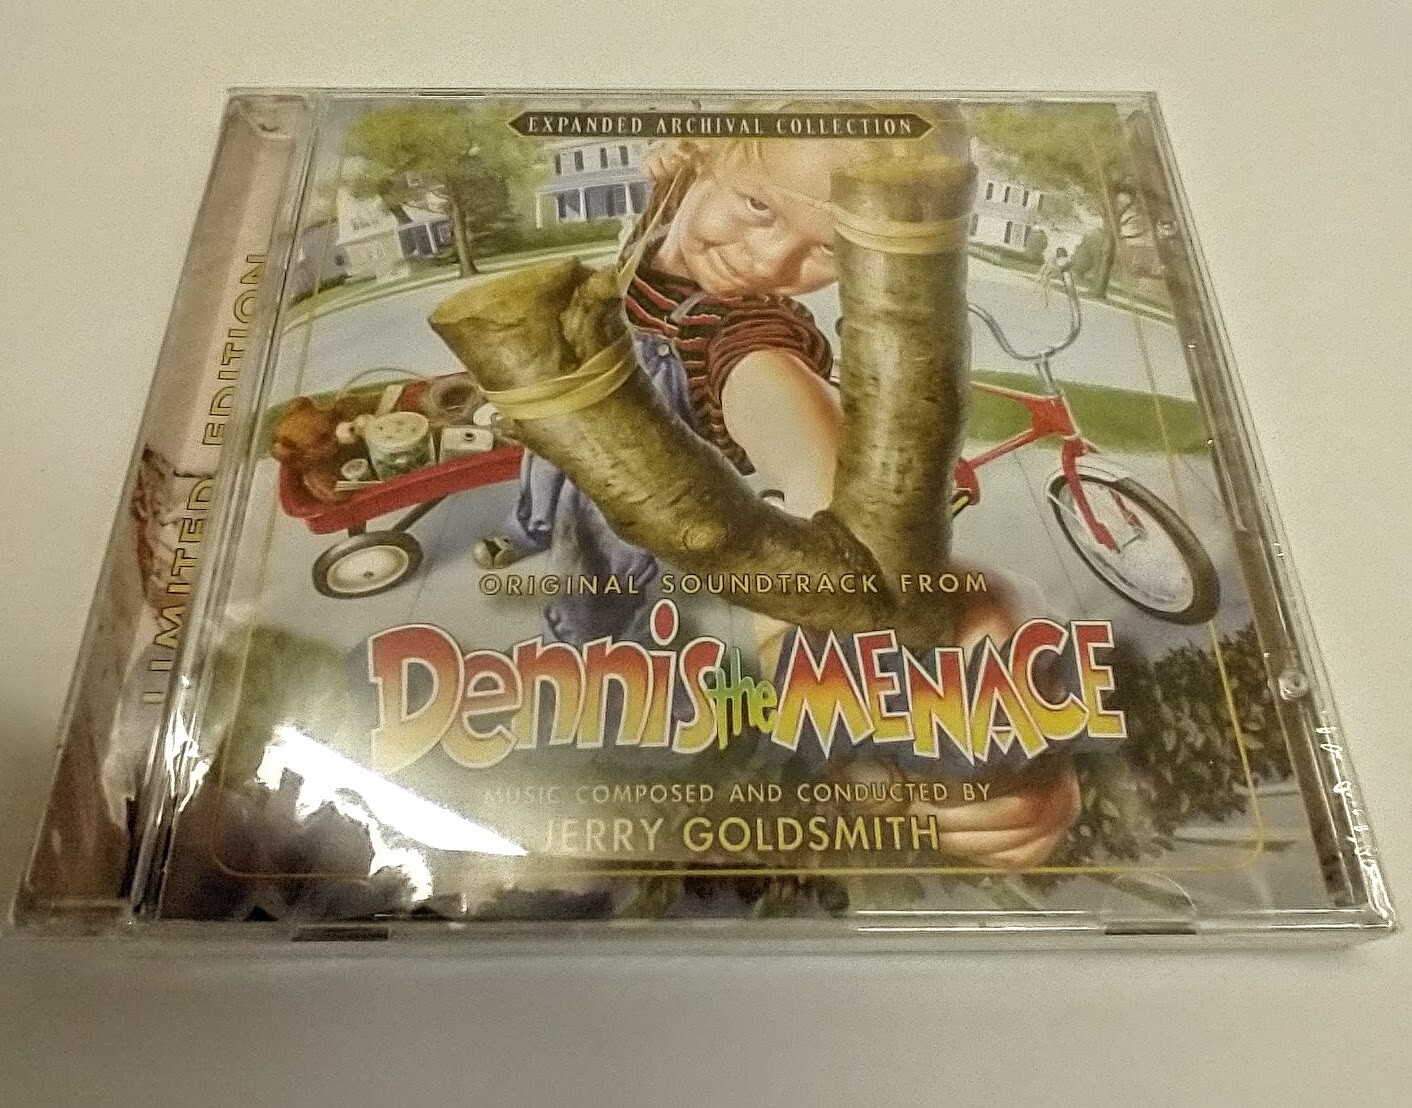 EXPANDED ARCHIVAL COLLECTION
LIMITED EDITION
ORIGINAL SOUNDTRACK FROM
Dennis the MENACE
MUSIC COMPOSED AND CONDUCTED BY
JERRY GOLDSMITH